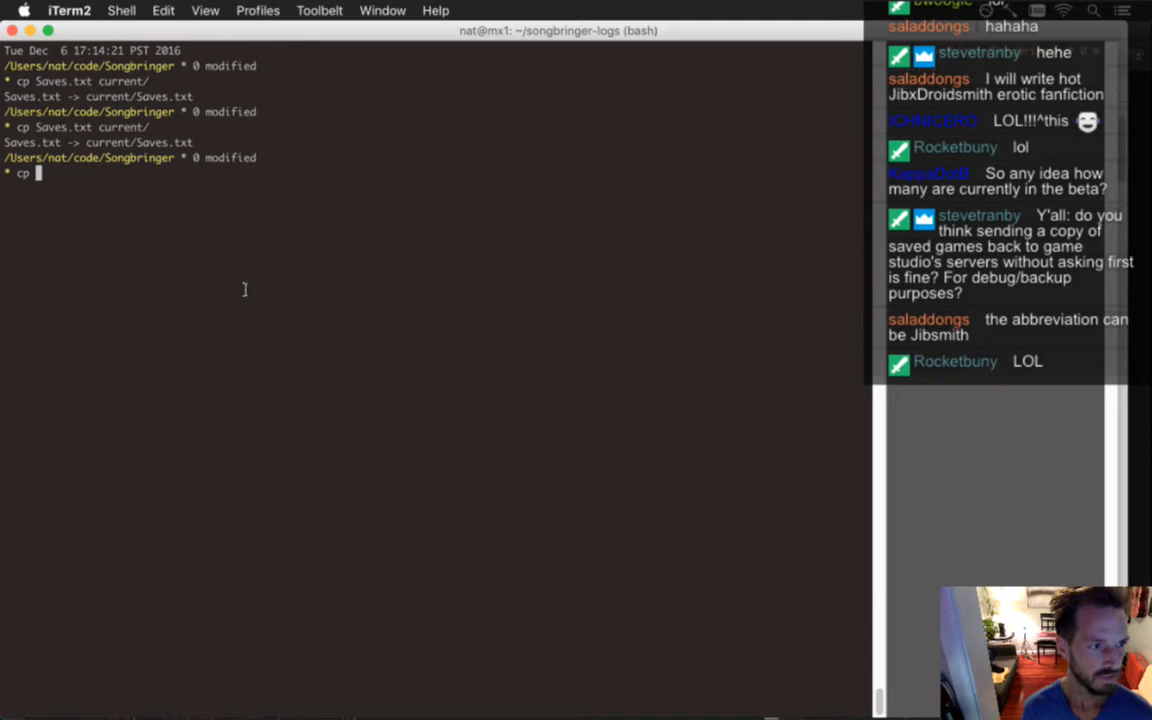 iTerm2 Shell Edit View Profiles Toolbelt Window Help
nat@mx1: ~/songbringer-logs (bash)
Tue Dec  6 17:14:21 PST 2016
/Users/nat/code/Songbringer * 0 modified
* cp Saves.txt current/
Saves.txt -> current/Saves.txt
/Users/nat/code/Songbringer * 0 modified
* cp Saves.txt current/
Saves.txt -> current/Saves.txt
/Users/nat/code/Songbringer * 0 modified
* cp
bwoogie lol
saladdongs hahaha
stevetranby hehe
saladdongs I will write hot
JibxDroidsmith erotic fanfiction
ICHNICERO LOL!!!^this
Rocketbuny lol
KappaDotB So any idea how
many are currently in the beta?
stevetranby Y'all: do you
think sending a copy of
saved games back to game
studio's servers without asking first
is fine? For debug/backup
purposes?
saladdongs the abbreviation can
be Jibsmith
Rocketbuny LOL